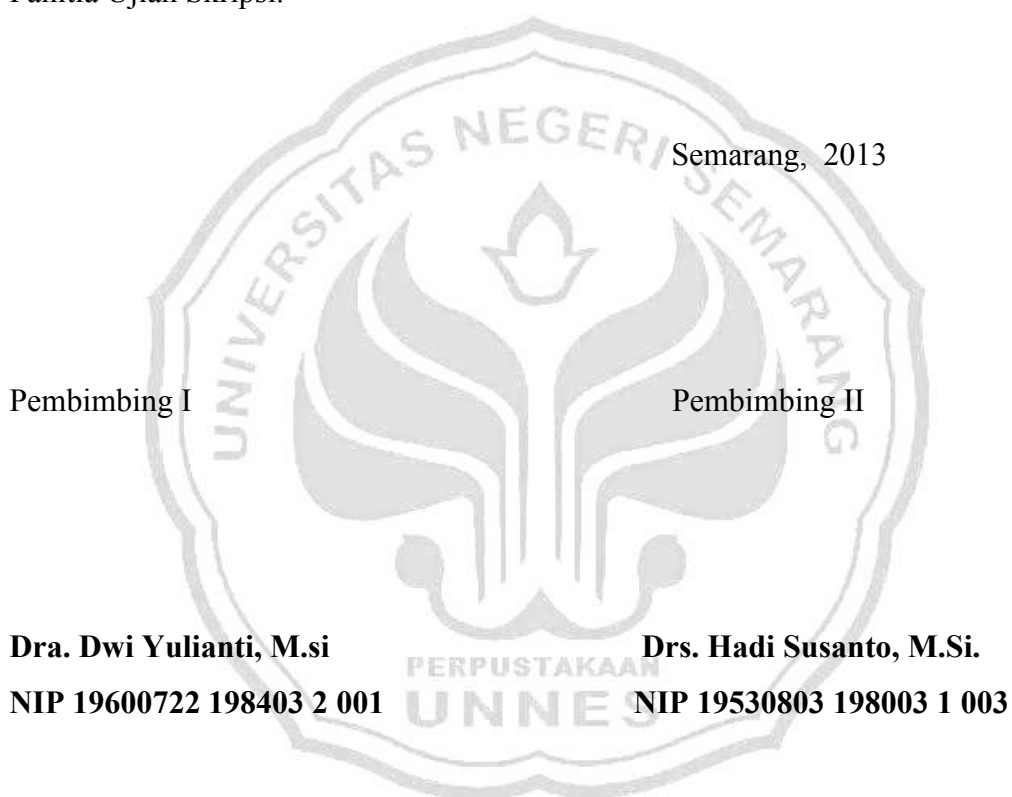 Panitia Ujian Skripsi.
UNIVERSITAS NEGERI SEMARANG
Semarang, 2013
Pembimbing I Pembimbing II
Dra. Dwi Yulianti, M.si Drs. Hadi Susanto, M.Si.
PERPUSTAKAAN
NIP 19600722 198403 2 001 NIP 19530803 198003 1 003
UNNES